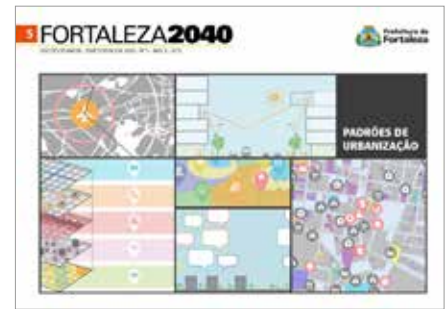 5 FORTALEZA2040
Prefeitura de
Fortaleza
PADRÕES DE
URBANIZAÇÃO